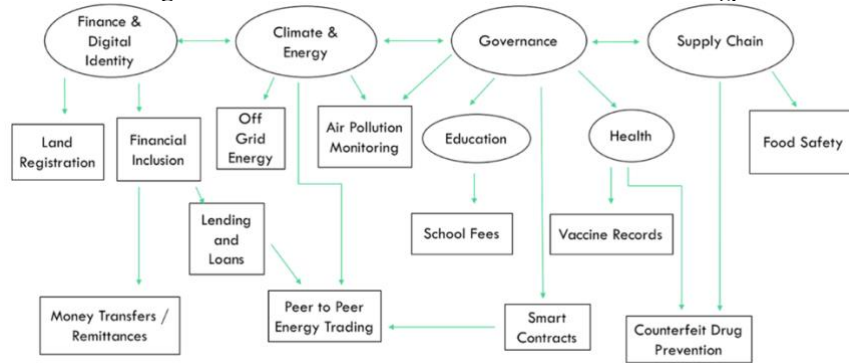 Finance &
Digital
Identity
Climate &
Energy
Governance
Supply Chain
Land
Registration
Financial
Inclusion
Off
Grid
Energy
Air Pollution
Monitoring
Education
Health
Food Safety
Lending
and
Loans
School Fees
Vaccine Records
Money Transfers /
Remittances
Peer to Peer
Energy Trading
Smart
Contracts
Counterfeit Drug
Prevention